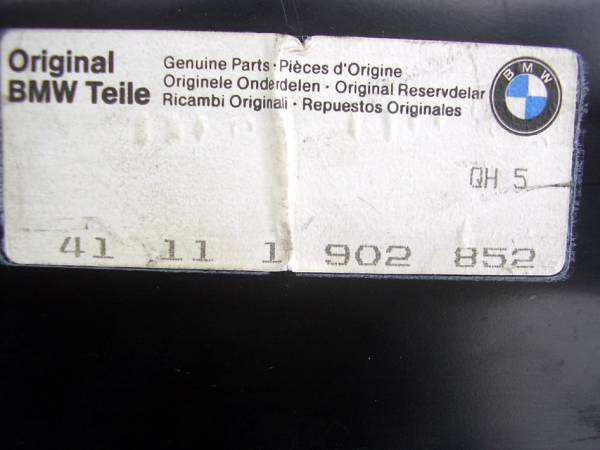 Original
BMW Teile
Genuine Parts · Pièces d'Origine
Originele Onderdelen · Original Reservdelar
Ricambi Originali · Repuestos Originales
BMW
QH 5
41 11 1 902 852